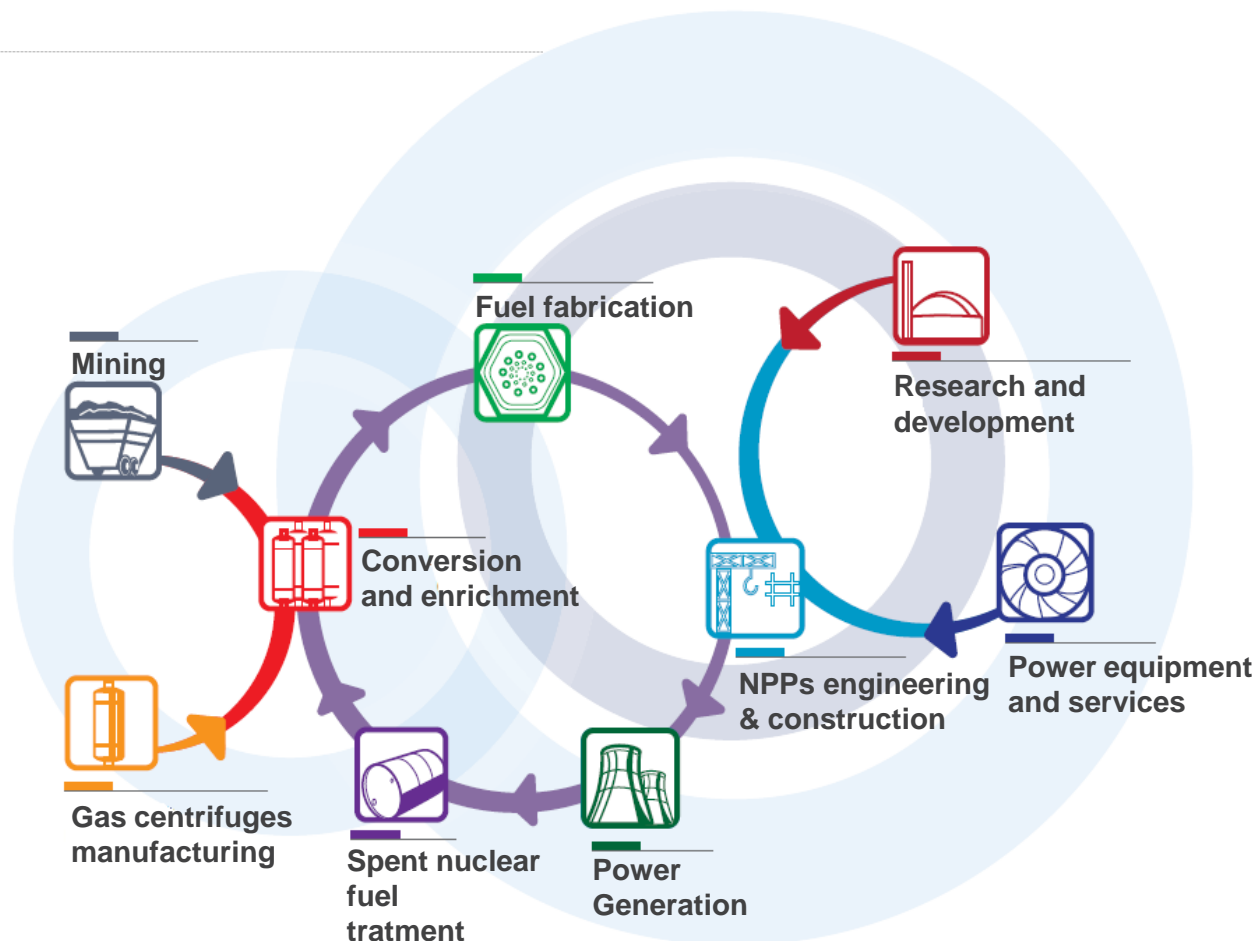 Fuel fabrication
Mining
Research and
development
Conversion
and enrichment
NPPs engineering
& construction
Power equipment
and services
Gas centrifuges
manufacturing
Spent nuclear
fuel
tratment
Power
Generation